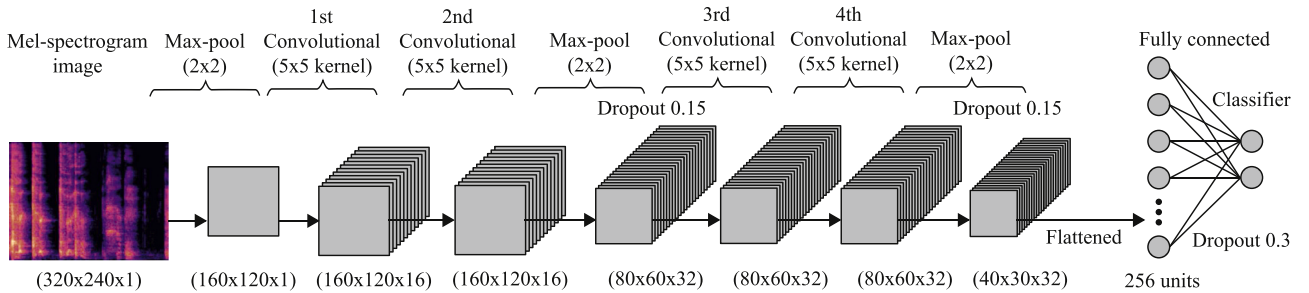 Mel-spectrogram
image
Max-pool
(2x2)
1st
Convolutional
(5x5 kernel)
2nd
Convolutional
(5x5 kernel)
Max-pool
(2x2)
Dropout 0.15
3rd
Convolutional
(5x5 kernel)
4th
Convolutional
(5x5 kernel)
Max-pool
(2x2)
Dropout 0.15
Fully connected
Classifier
Flattened
Dropout 0.3
(320x240x1)
(160x120x1)
(160x120x16)
(160x120x16)
(80x60x32)
(80x60x32)
(80x60x32)
(40x30x32)
256 units